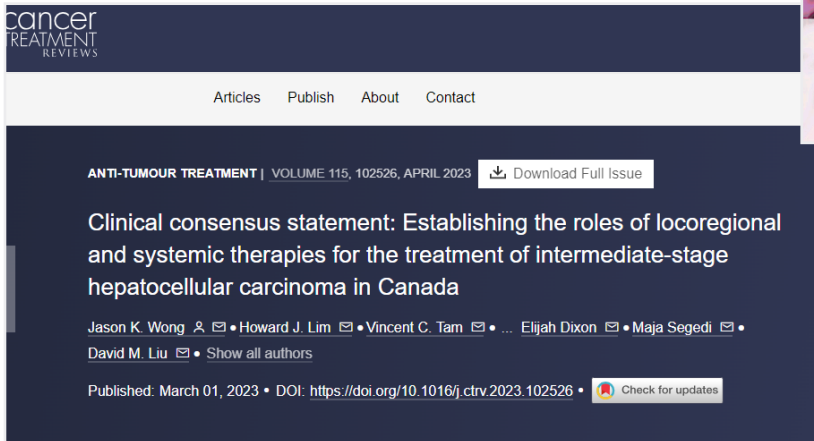 cancer
TREATMENT
REVIEWS
Articles Publish About Contact
ANTI-TUMOUR TREATMENT | VOLUME 115, 102526, APRIL 2023 Download Full Issue
Clinical consensus statement: Establishing the roles of locoregional
and systemic therapies for the treatment of intermediate-stage
hepatocellular carcinoma in Canada
Jason K. Wong • Howard J. Lim • Vincent C. Tam • ... Elijah Dixon • Maja Segedi •
David M. Liu • Show all authors
Published: March 01, 2023 • DOI: https://doi.org/10.1016/j.ctrv.2023.102526 • Check for updates